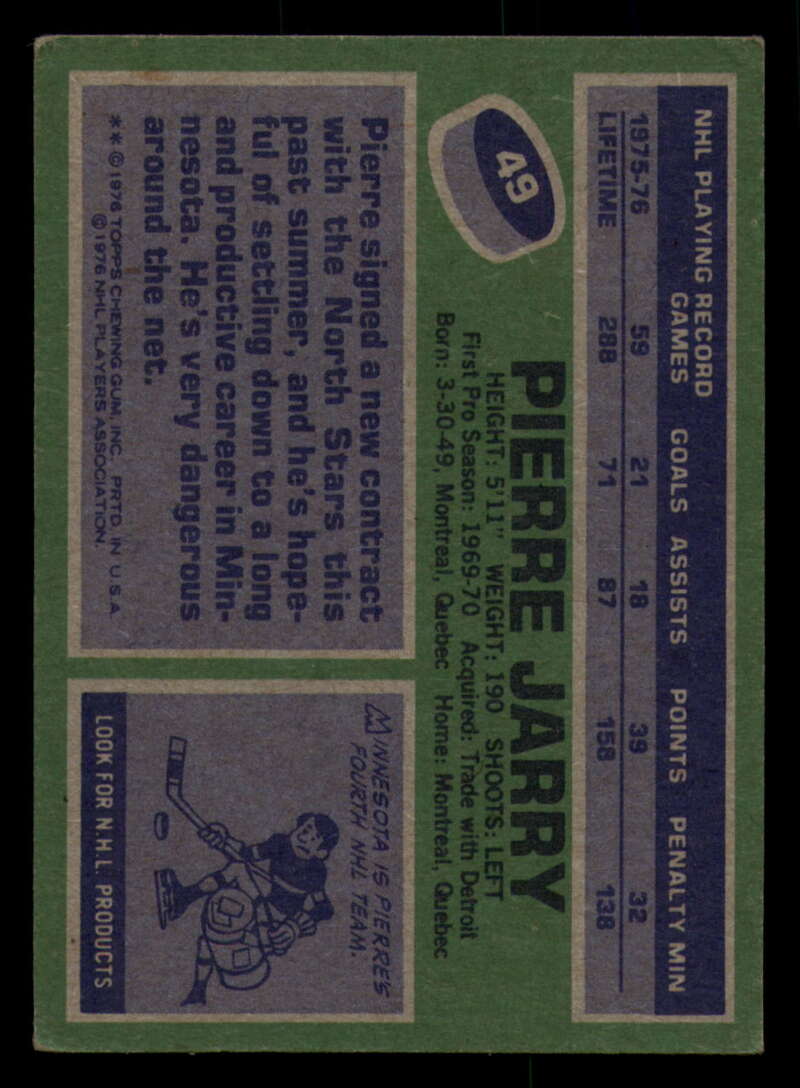 NHL PLAYING RECORD
GAMES GOALS ASSISTS POINTS PENALTY MIN
1975-76 59 21 18 39 32
LIFETIME 288 71 87 158 138
49
PIERRE JARRY
HEIGHT: 5'11" WEIGHT: 190 SHOOTS: LEFT
First Pro Season: 1969-70 Acquired: Trade with Detroit
Born: 3-30-49, Montreal, Quebec Home: Montreal, Quebec
Pierre signed a new contract
with the North Stars this
past summer, and he's hope-
ful of settling down to a long
and productive career in Min-
nesota. He's very dangerous
around the net.
**©1976 TOPPS CHEWING GUM, INC. PRTD. IN U.S.A.
©1976 NHL PLAYERS ASSOCIATION.
MINNESOTA IS PIERRE'S
FOURTH NHL TEAM.
LOOK FOR N.H.L. PRODUCTS